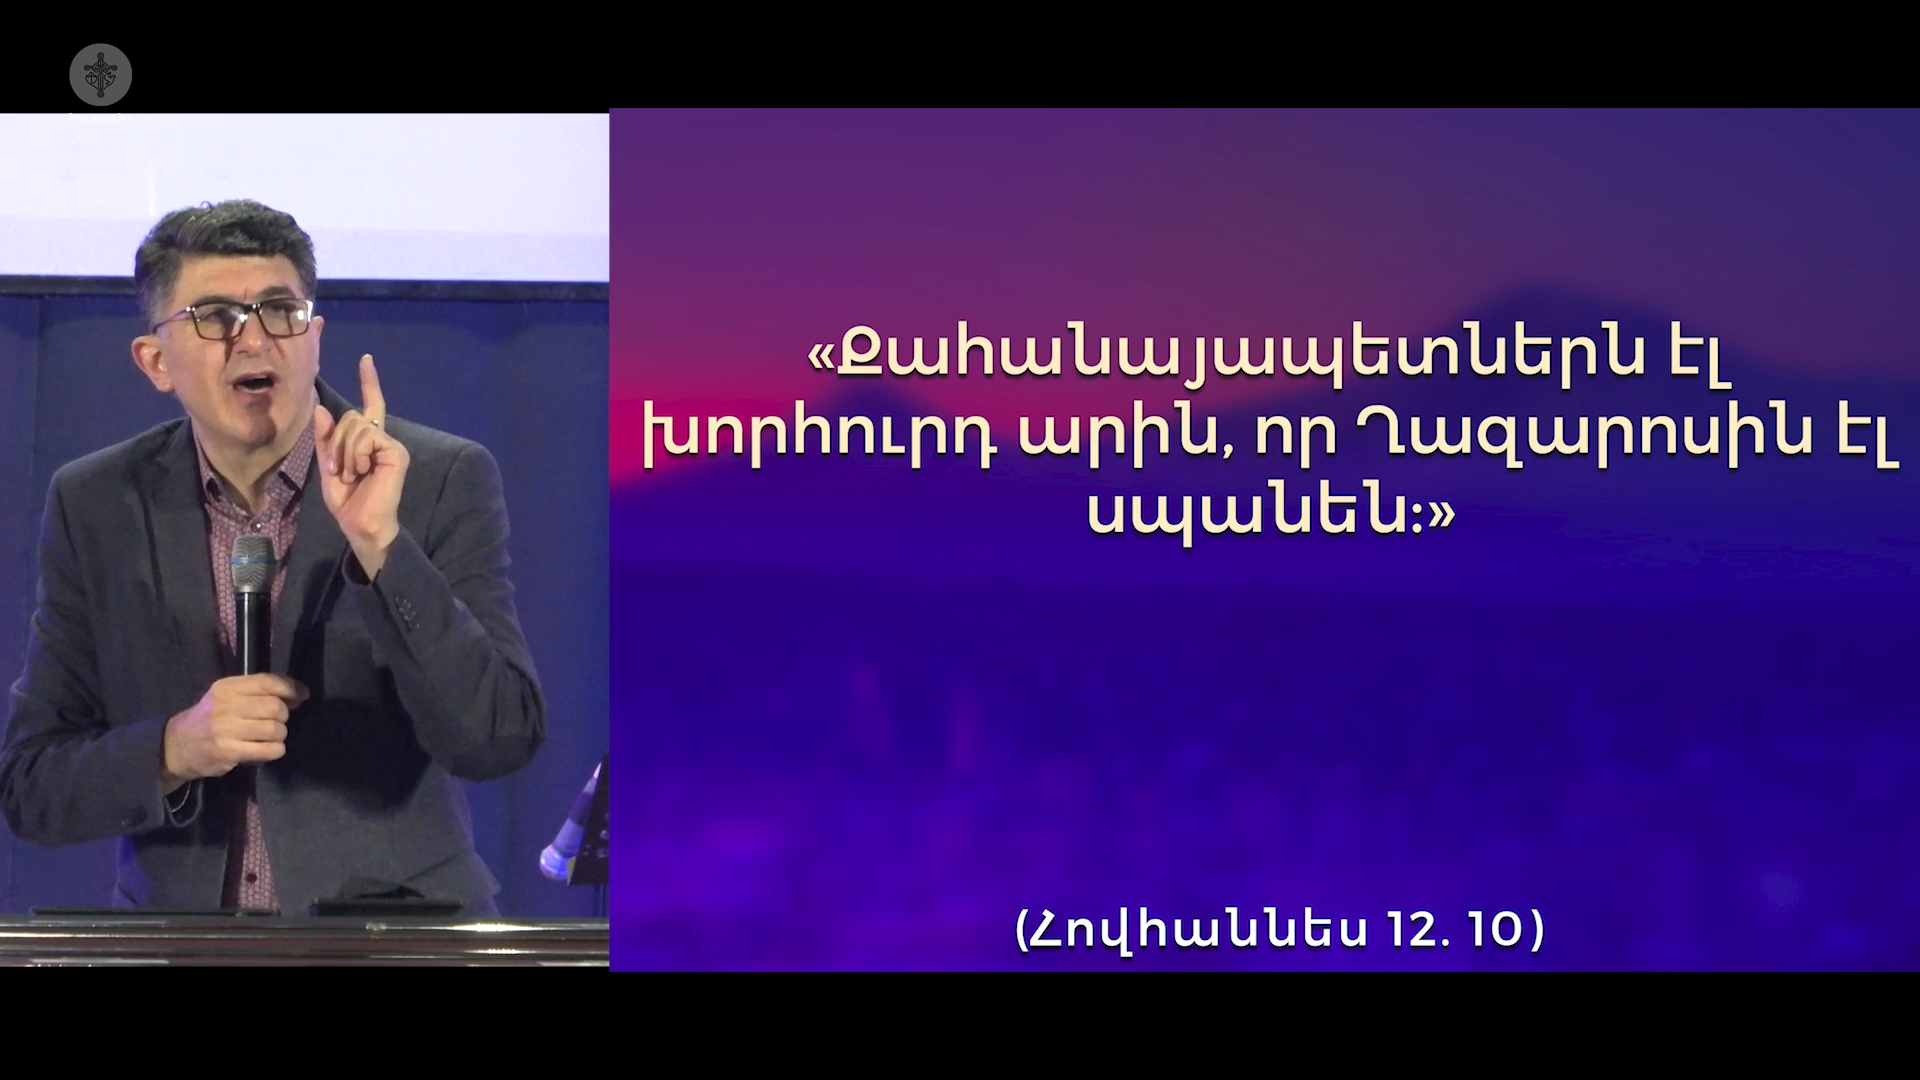 «Քահանայապետներն էլ
խորհուրդ արին, որ Ղազարոսին էլ
սպանեն։»
(Հովհաննես 12. 10)